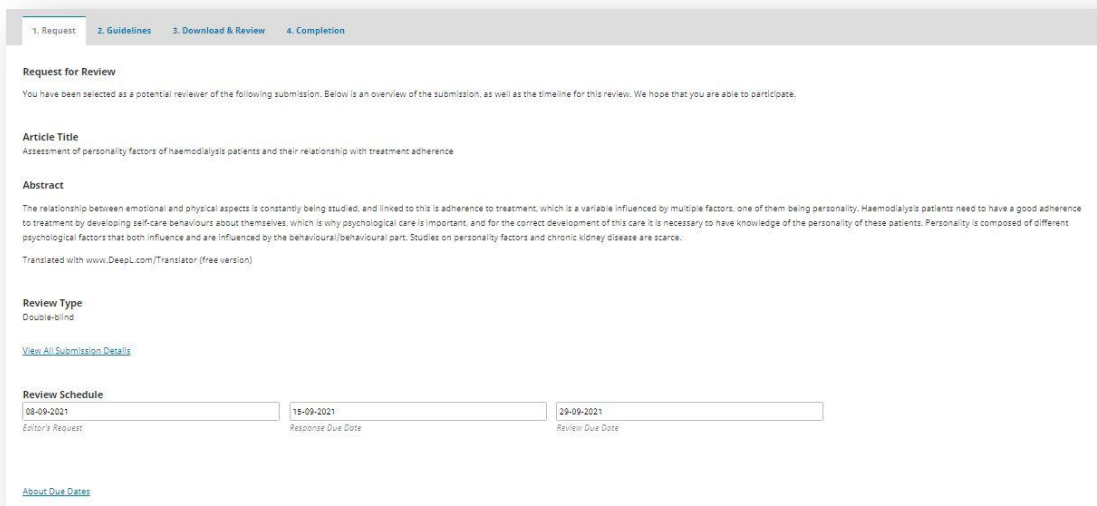 1. Request 2. Guidelines 3. Download & Review 4. Completion
Request for Review
You have been selected as a potential reviewer of the following submission. Below is an overview of the submission, as well as the timeline for this review. We hope that you are able to participate.
Article Title
Assessment of personality factors of haemodialysis patients and their relationship with treatment adherence
Abstract
The relationship between emotional and physical aspects is constantly being studied, and linked to this is adherence to treatment, which is a variable influenced by multiple factors, one of them being personality. Haemodialysis patients need to have a good adherence
to treatment by developing self-care behaviours about themselves, which is why psychological care is important, and for the correct development of this care it is necessary to have knowledge of the personality of these patients. Personality is composed of different
psychological factors that both influence and are influenced by the behavioural/behavioural part. Studies on personality factors and chronic kidney disease are scarce.
Translated with www.DeepL.com/Translator (free version)
Review Type
Double-blind
View All Submission Details
Review Schedule
08-09-2021 15-09-2021 29-09-2021
Editor's Request Response Due Date Review Due Date
About Due Dates